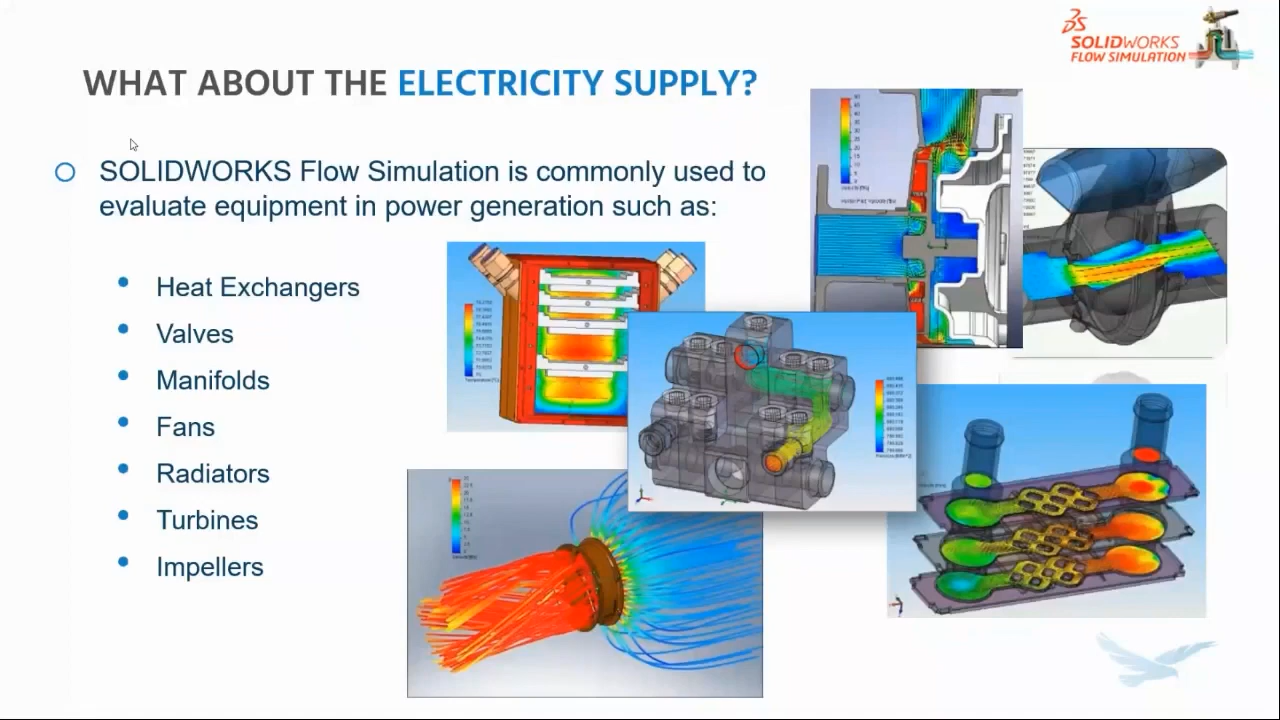 SOLIDWORKS
FLOW SIMULATION
WHAT ABOUT THE ELECTRICITY SUPPLY?
SOLIDWORKS Flow Simulation is commonly used to
evaluate equipment in power generation such as:
Heat Exchangers
Valves
Manifolds
Fans
Radiators
Turbines
Impellers